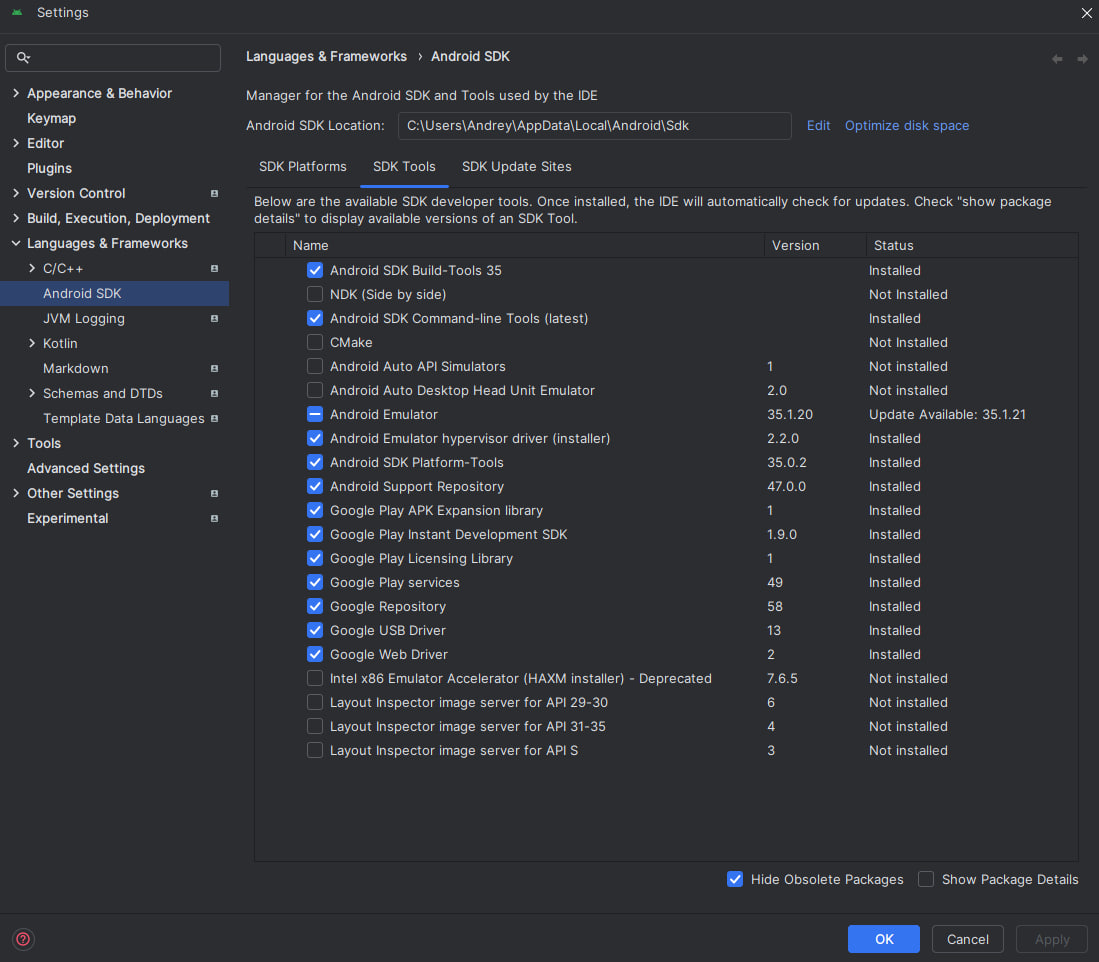 Settings
Languages & Frameworks › Android SDK
Appearance & Behavior
Keymap
Editor
Plugins
Version Control
Build, Execution, Deployment
Languages & Frameworks
C/C++
Android SDK
JVM Logging
Kotlin
Markdown
Schemas and DTDs
Template Data Languages
Tools
Advanced Settings
Other Settings
Experimental
Manager for the Android SDK and Tools used by the IDE
Android SDK Location: C:\Users\Andrey\AppData\Local\Android\Sdk Edit Optimize disk space
SDK Platforms SDK Tools SDK Update Sites
Below are the available SDK developer tools. Once installed, the IDE will automatically check for updates. Check "show package
details" to display available versions of an SDK Tool.
Name Version Status
Android SDK Build-Tools 35 Installed
NDK (Side by side) Not Installed
Android SDK Command-line Tools (latest) Installed
CMake Not Installed
Android Auto API Simulators 1 Not installed
Android Auto Desktop Head Unit Emulator 2.0 Not installed
Android Emulator 35.1.20 Update Available: 35.1.21
Android Emulator hypervisor driver (installer) 2.2.0 Installed
Android SDK Platform-Tools 35.0.2 Installed
Android Support Repository 47.0.0 Installed
Google Play APK Expansion library 1 Installed
Google Play Instant Development SDK 1.9.0 Installed
Google Play Licensing Library 1 Installed
Google Play services 49 Installed
Google Repository 58 Installed
Google USB Driver 13 Installed
Google Web Driver 2 Installed
Intel x86 Emulator Accelerator (HAXM installer) - Deprecated 7.6.5 Not installed
Layout Inspector image server for API 29-30 6 Not installed
Layout Inspector image server for API 31-35 4 Not installed
Layout Inspector image server for API S 3 Not installed
Hide Obsolete Packages Show Package Details
? OK Cancel Apply